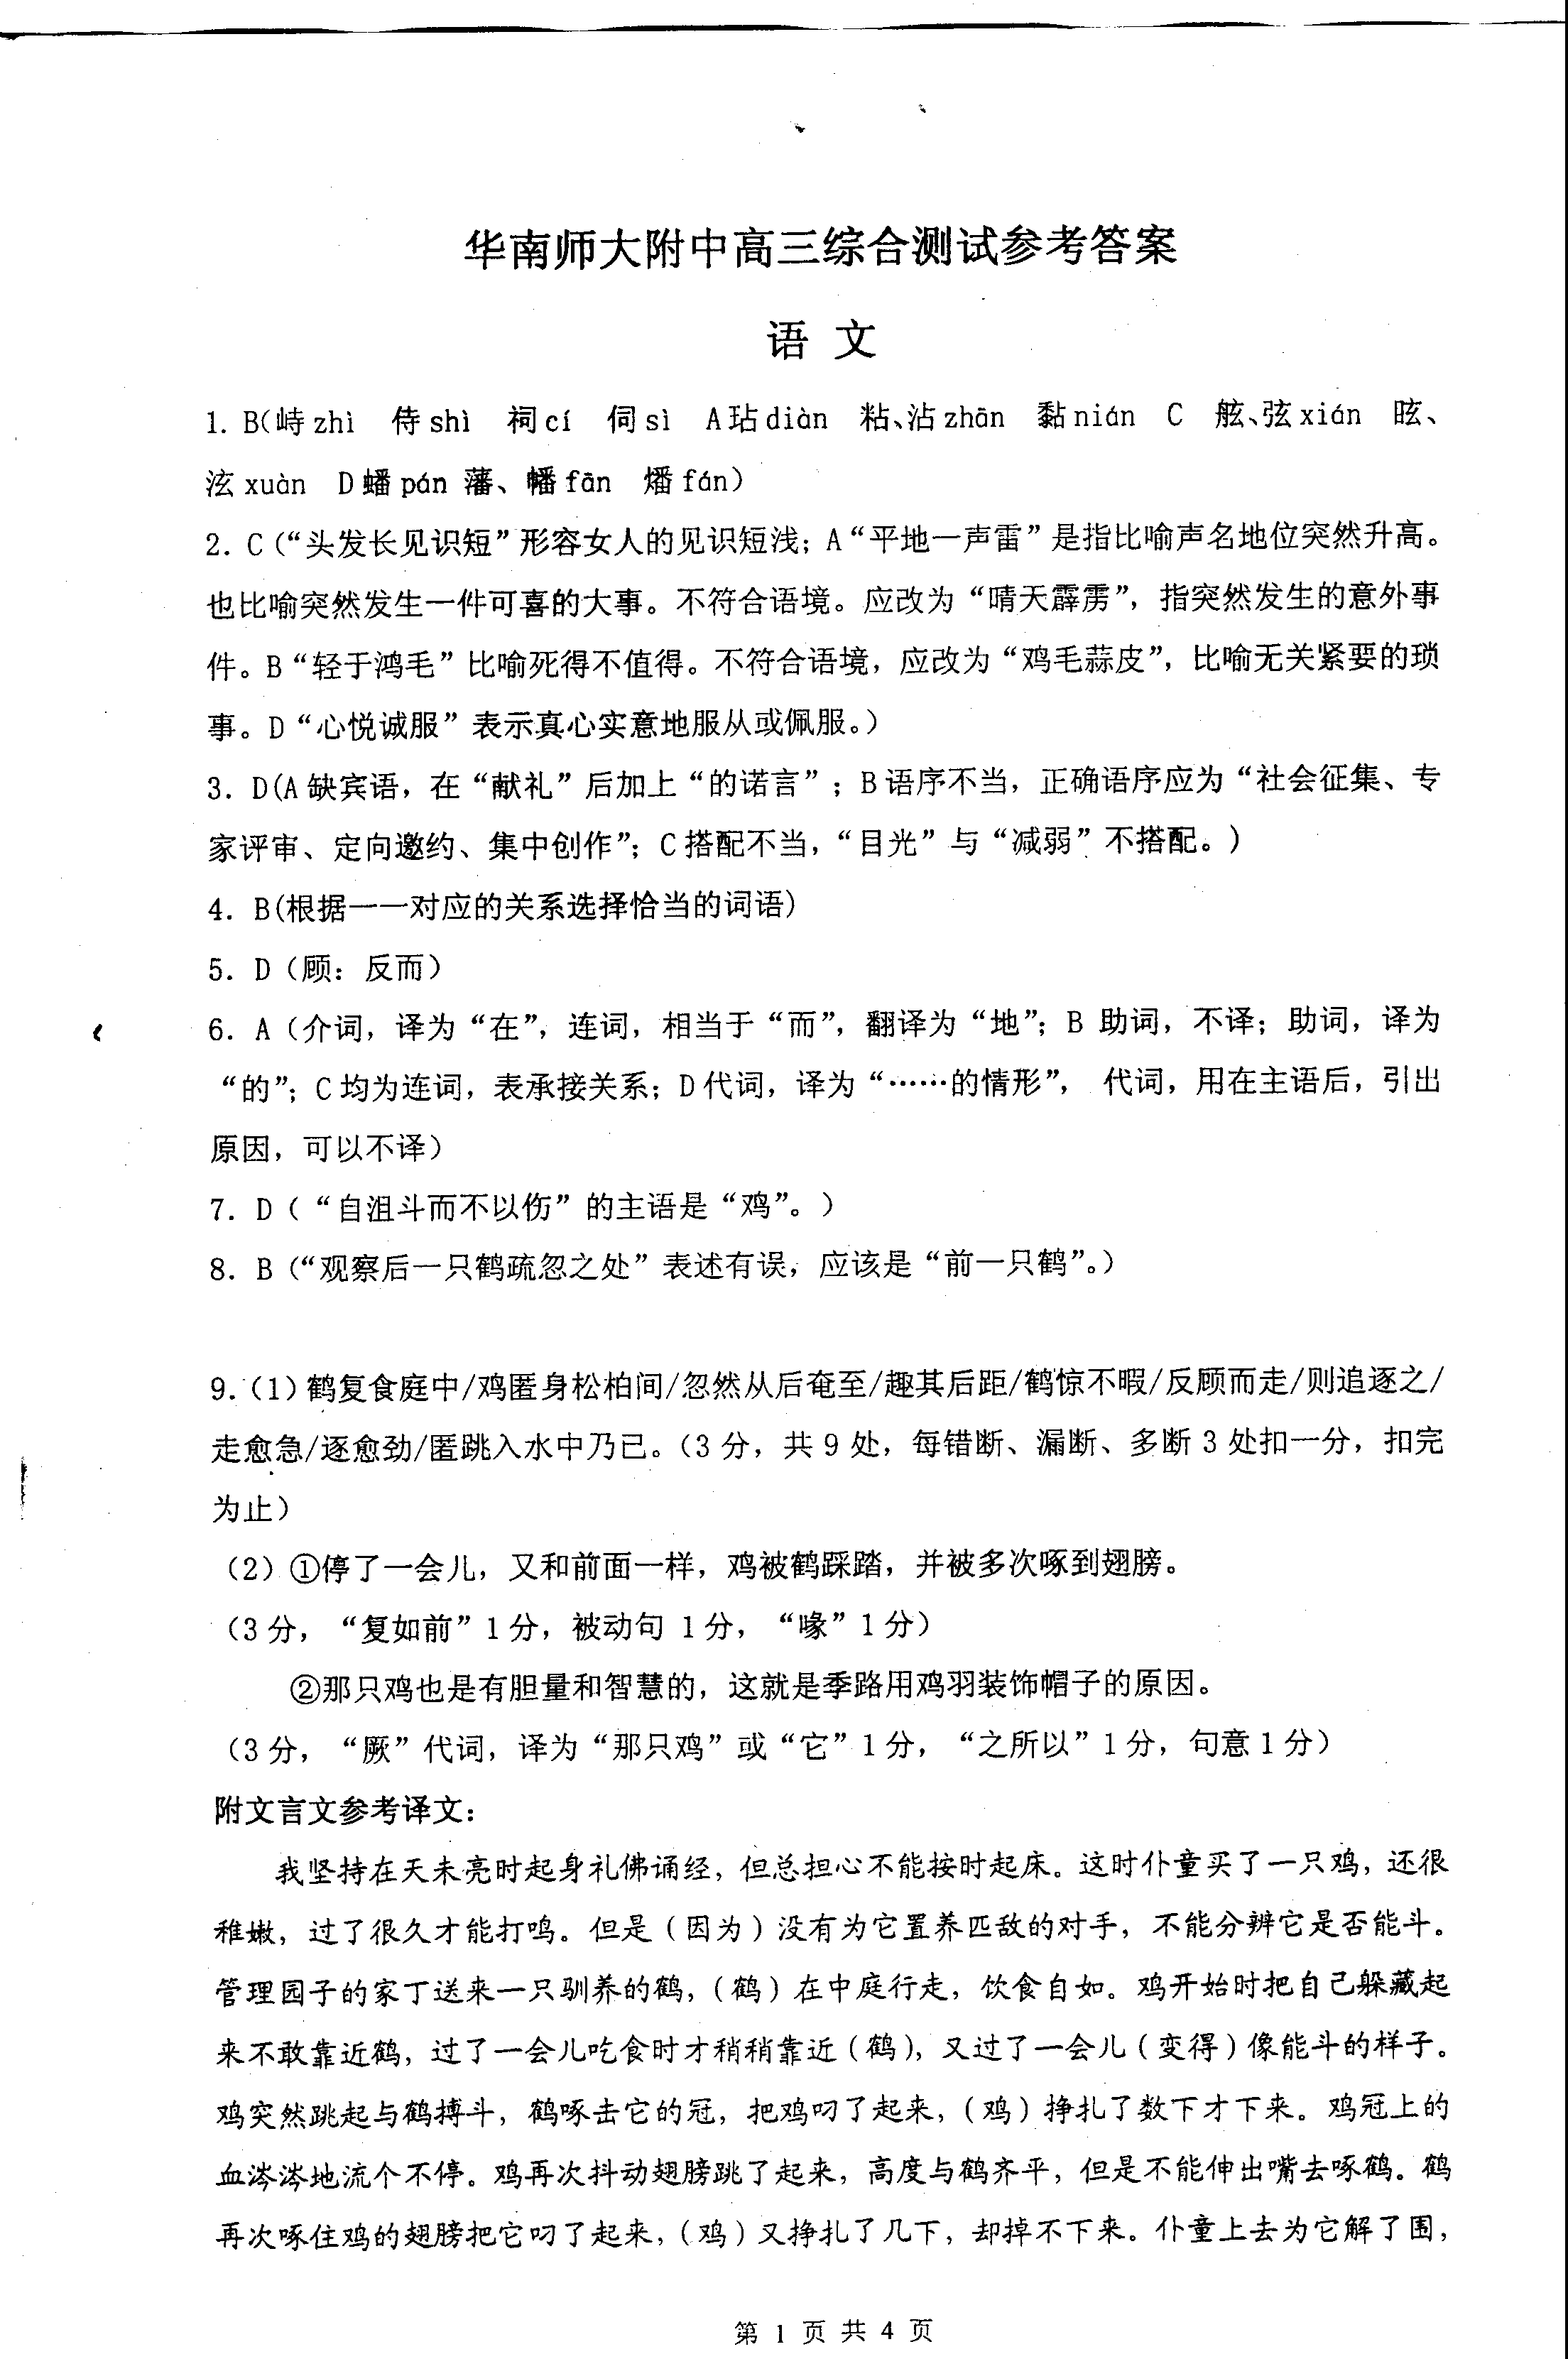 华南师大附中高三综合测试参考答案
语 文
1. B(峙 zhì 侍 shì 祠 cí 伺 sì A 玷 diàn 粘、沾 zhān 黏 nián C 舷、弦 xián 眩、
泫 xuàn D 蟠 pán 藩、幡 fān 燔 fán)
2. C（“头发长见识短”形容女人的见识短浅；A“平地一声雷”是指比喻声名地位突然升高。
也比喻突然发生一件可喜的大事。不符合语境。应改为“晴天霹雳”，指突然发生的意外事
件。B“轻于鸿毛”比喻死得不值得。不符合语境，应改为“鸡毛蒜皮”，比喻无关紧要的琐
事。D“心悦诚服”表示真心实意地服从或佩服。）
3. D(A 缺宾语，在“献礼”后加上“的诺言”；B 语序不当，正确语序应为“社会征集、专
家评审、定向邀约、集中创作”；C 搭配不当，“目光”与“减弱”不搭配。）
4. B(根据一一对应的关系选择恰当的词语)
5. D（顾：反而）
6. A（介词，译为“在”，连词，相当于“而”，翻译为“地”；B 助词，不译；助词，译为
“的”；C 均为连词，表承接关系；D 代词，译为“……的情形”， 代词，用在主语后，引出
原因，可以不译）
7. D（“自沮斗而不以伤”的主语是“鸡”。）
8. B（“观察后一只鹤疏忽之处”表述有误，应该是“前一只鹤”。）
9.（1）鹤复食庭中/鸡匿身松柏间/忽然从后奄至/趣其后距/鹤惊不暇/反顾而走/则追逐之/
走愈急/逐愈劲/匿跳入水中乃已。（3 分，共 9 处，每错断、漏断、多断 3 处扣一分，扣完
为止）
（2）①停了一会儿，又和前面一样，鸡被鹤踩踏，并被多次啄到翅膀。
（3 分，“复如前”1 分，被动句 1 分，“喙”1 分）
②那只鸡也是有胆量和智慧的，这就是季路用鸡羽装饰帽子的原因。
（3 分，“厥”代词，译为“那只鸡”或“它”1 分，“之所以”1 分，句意 1 分）
附文言文参考译文：
我坚持在天未亮时起身礼佛诵经，但总担心不能按时起床。这时仆童买了一只鸡，还很
稚嫩，过了很久才能打鸣。但是（因为）没有为它置养匹敌的对手，不能分辨它是否能斗。
管理园子的家丁送来一只驯养的鹤，（鹤）在中庭行走，饮食自如。鸡开始时把自己躲藏起
来不敢靠近鹤，过了一会儿吃食时才稍稍靠近（鹤），又过了一会儿（变得）像能斗的样子。
鸡突然跳起与鹤搏斗，鹤啄击它的冠，把鸡叼了起来，（鸡）挣扎了数下才下来。鸡冠上的
血涔涔地流个不停。鸡再次抖动翅膀跳了起来，高度与鹤齐平，但是不能伸出嘴去啄鹤。鹤
再次啄住鸡的翅膀把它叼了起来，（鸡）又挣扎了几下，却掉不下来。仆童上去为它解了围，
第 1 页 共 4 页